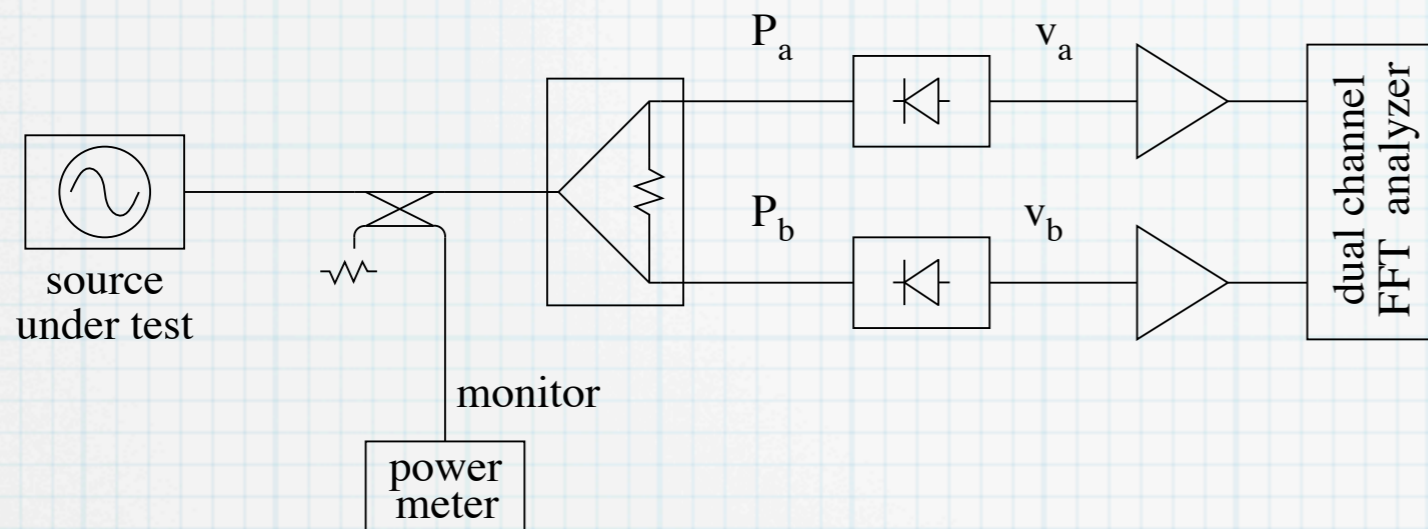 P_a
v_a
source
under test
P_b
v_b
monitor
power
meter
dual channel
FFT analyzer